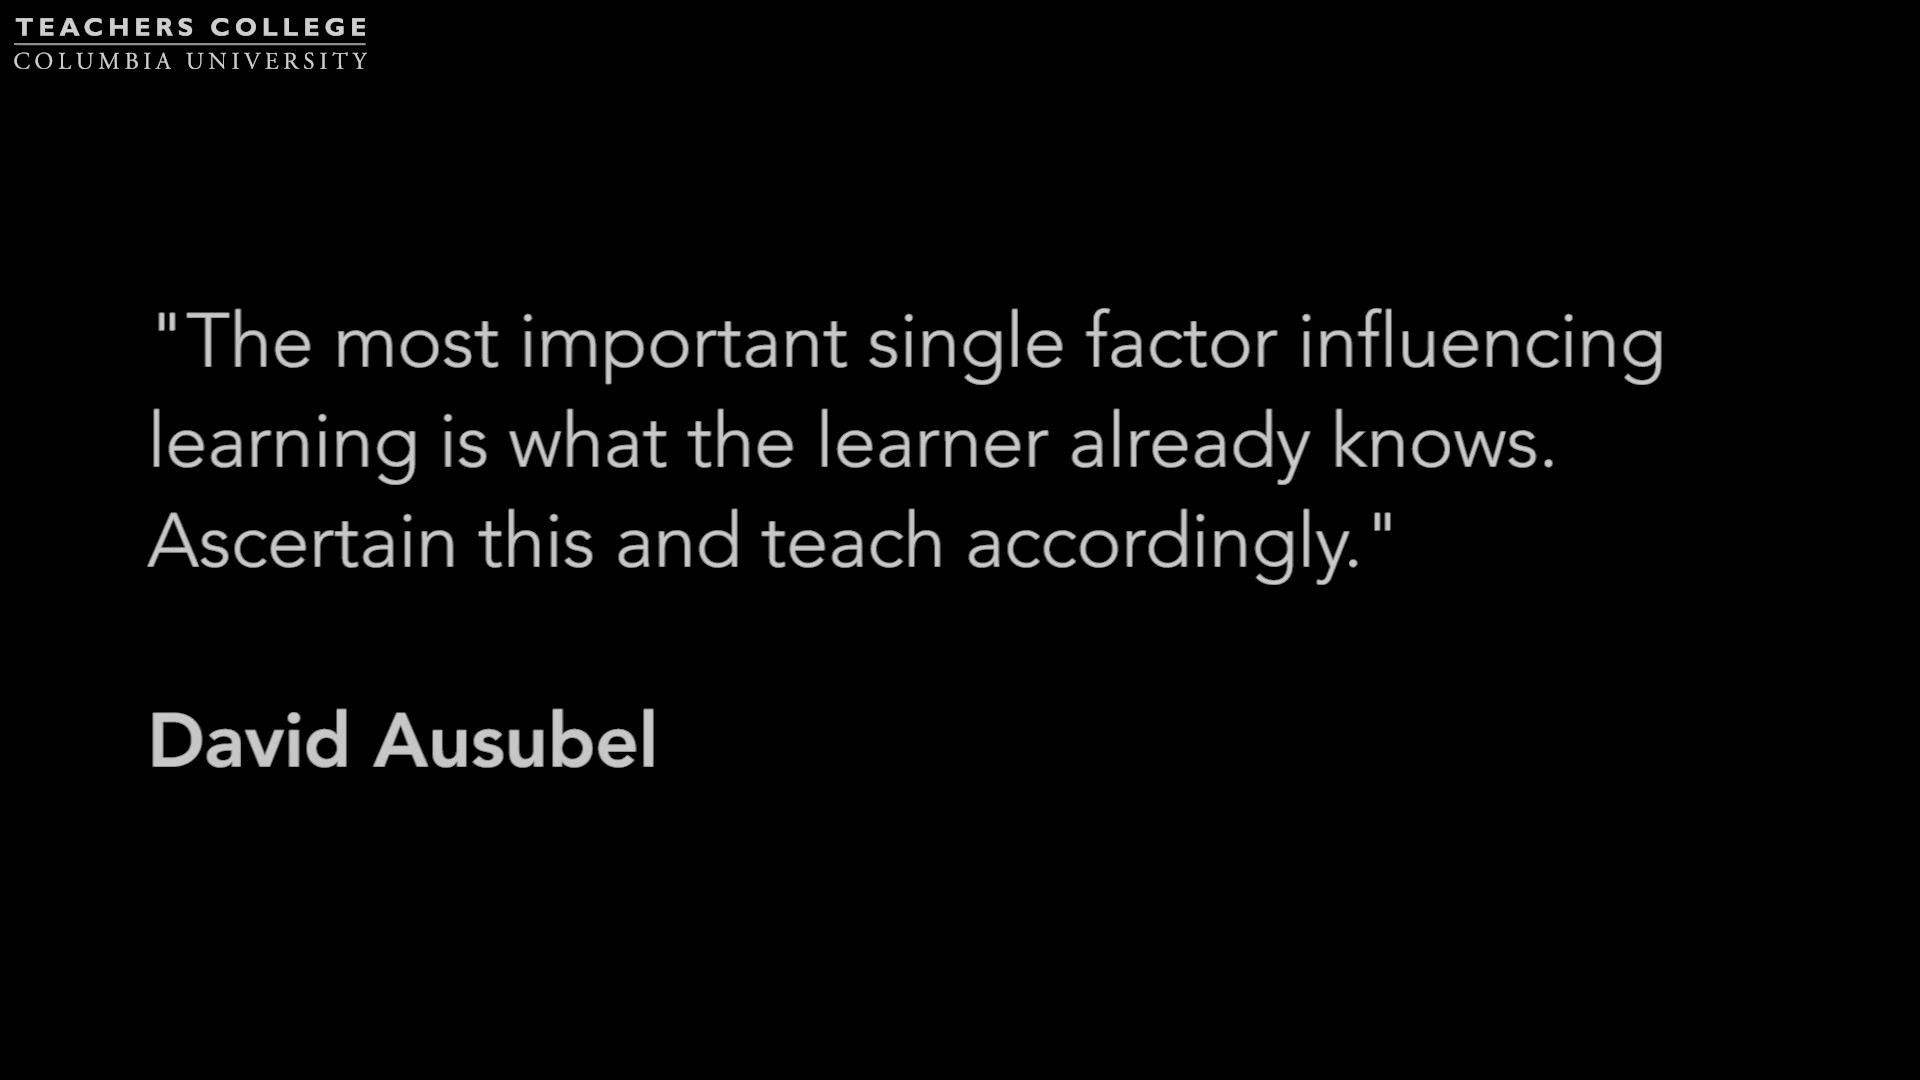 TEACHERS COLLEGE
COLUMBIA UNIVERSITY
"The most important single factor influencing
learning is what the learner already knows.
Ascertain this and teach accordingly."
David Ausubel